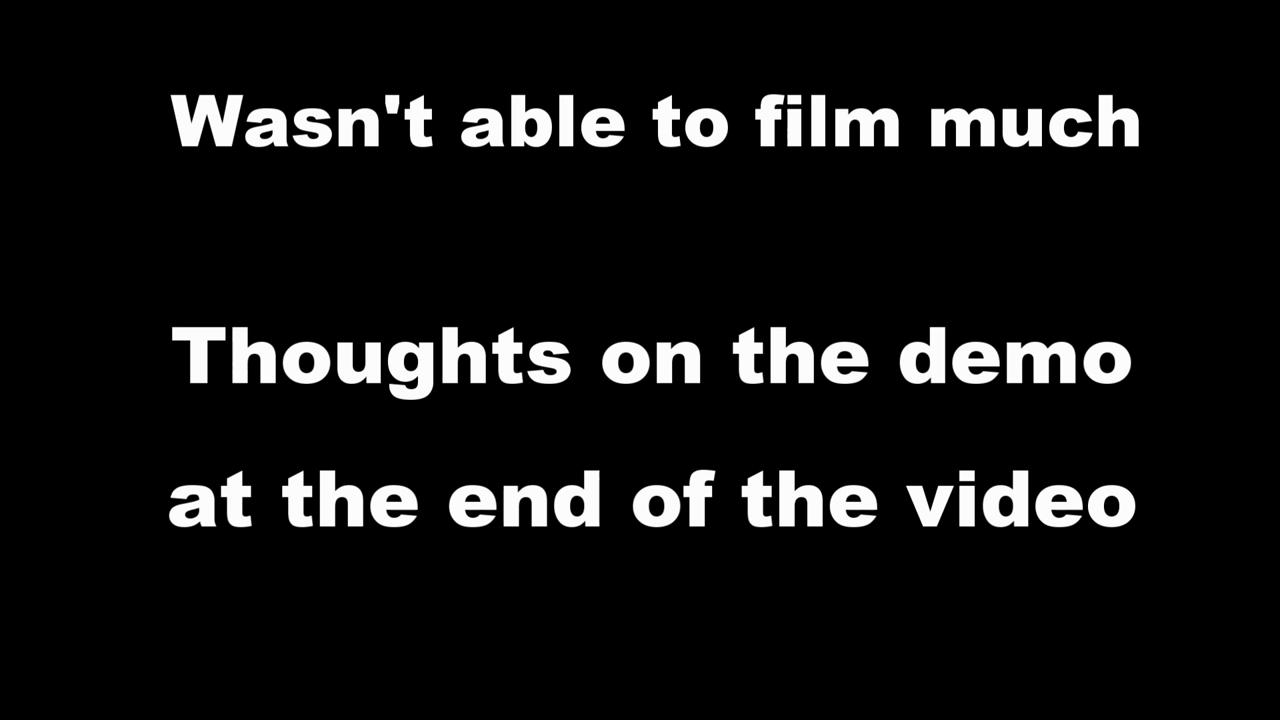 Wasn't able to film much
Thoughts on the demo
at the end of the video